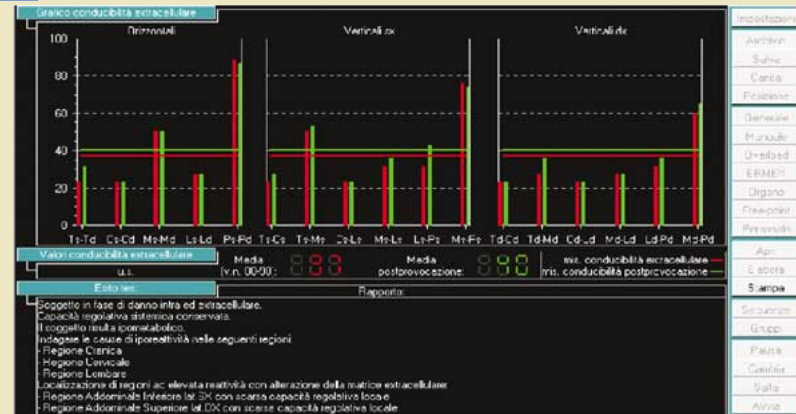 Grafico conducibilità extracellulare
Orizzontali
Verticali sx
Verticali dx
100
80
60
40
20
0
Ts-Td Cs-Cd Ms-Md Ls-Ld Ps-Pd Ts-Cs Ts-Ms Cs-Ls Ms-Ls Ls-Ps Ms-Ps Td-Cd Td-Md Cd-Ld Md-Ld Ld-Pd Md-Pd
Valori conducibilità extracellulare
u.s.
Media
postprovocazione:
mis. conducibilità extracellulare
mis. conducibilità postprovocazione
Esito test
Rapporto:
Soggetto in fase di danno intra ed extracellulare.
Capacità regolativa sistemica conservata.
Il soggetto risulta ipometabolico.
Indagare le cause di iporeattività nelle seguenti regioni
- Regione Cranica
- Regione Cervicale
- Regione Lombare
Localizzazione di regioni ad elevata reattività con alterazione della matrice extracellulare:
- Regione Addominale Inferiore lat.SX con scarsa capacità regolativa locale
- Regione Addominale Superiore lat.DX con scarsa capacità regolativa locale
Impostazioni
Archivio
Salva
Carica
Posizione
Generale
Manuale
Overload
ERMES
Organo
Free-point
Personale
Apri
Elabora
Stampa
Sequenze
Gruppi
Pausa
Cambia
Salta